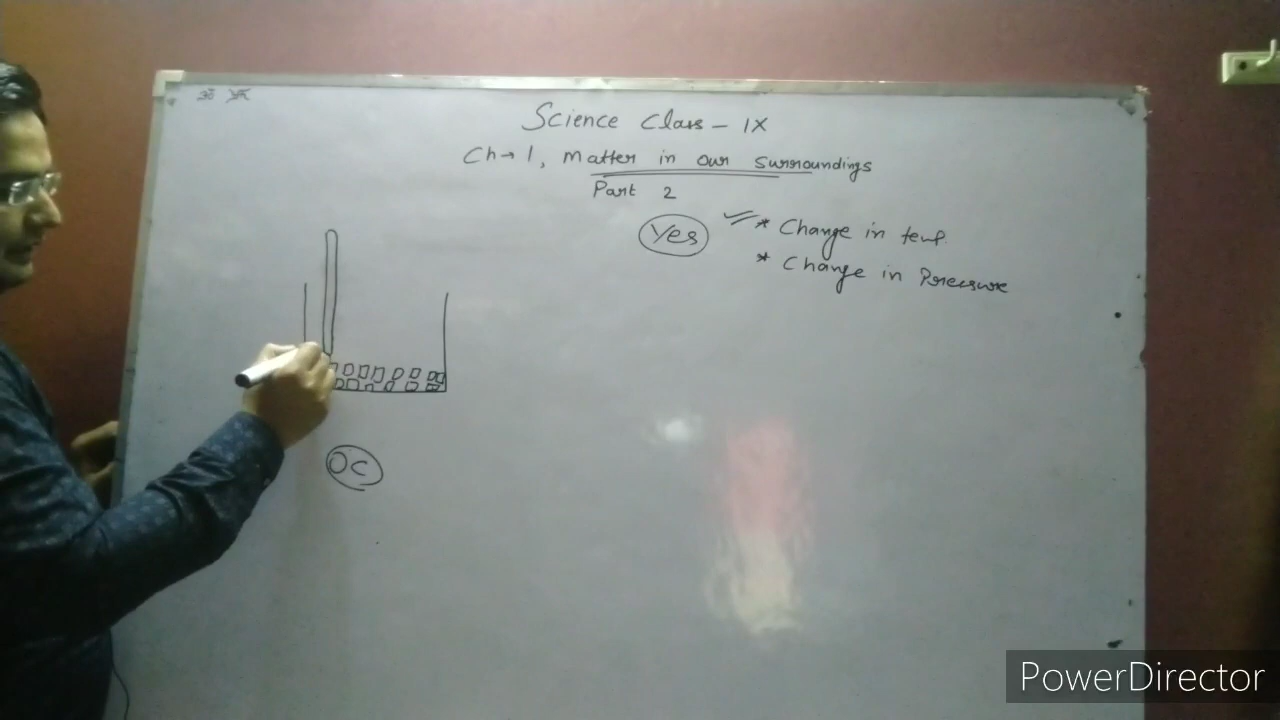 Science Class - IX
Ch → 1, Matter in our surroundings
Part 2
Yes * Change in temp.
* Change in Pressure
0c
PowerDirector